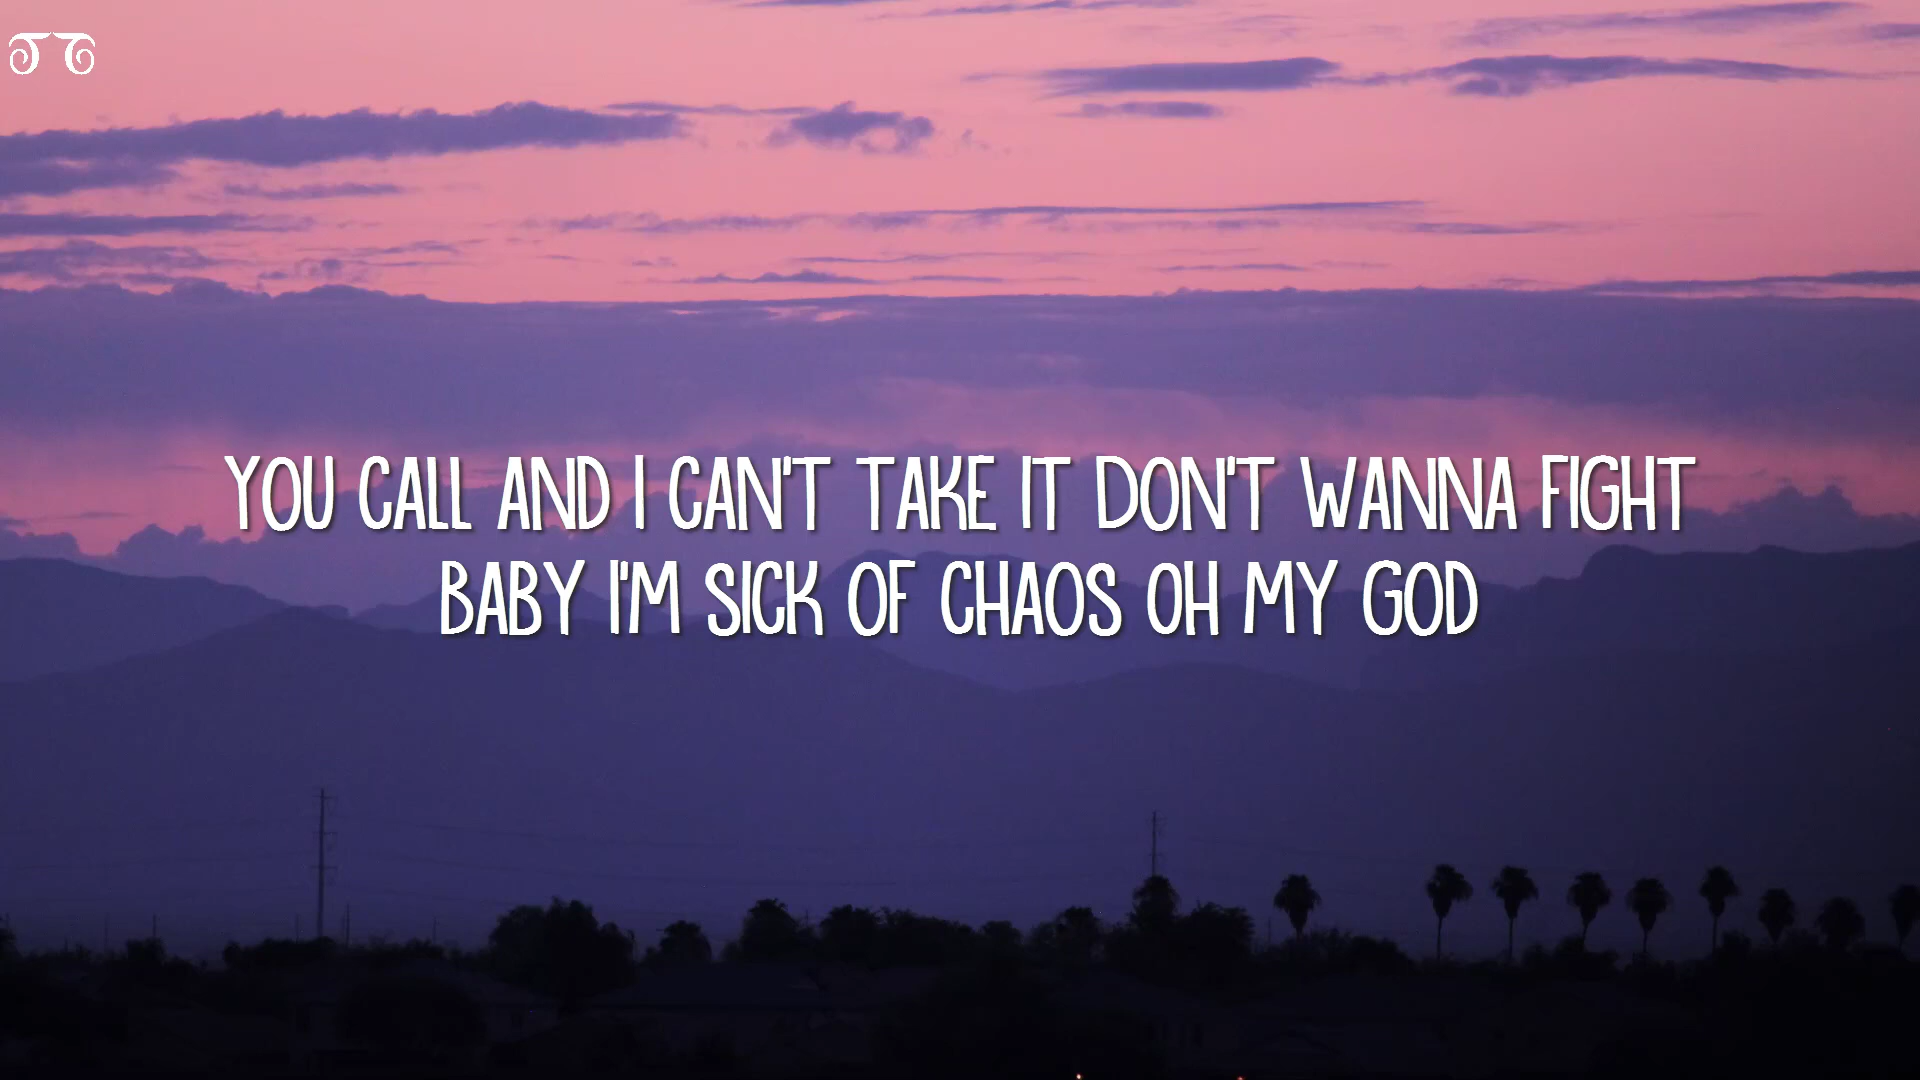 YOU CALL AND I CAN'T TAKE IT DON'T WANNA FIGHT
BABY I'M SICK OF CHAOS OH MY GOD